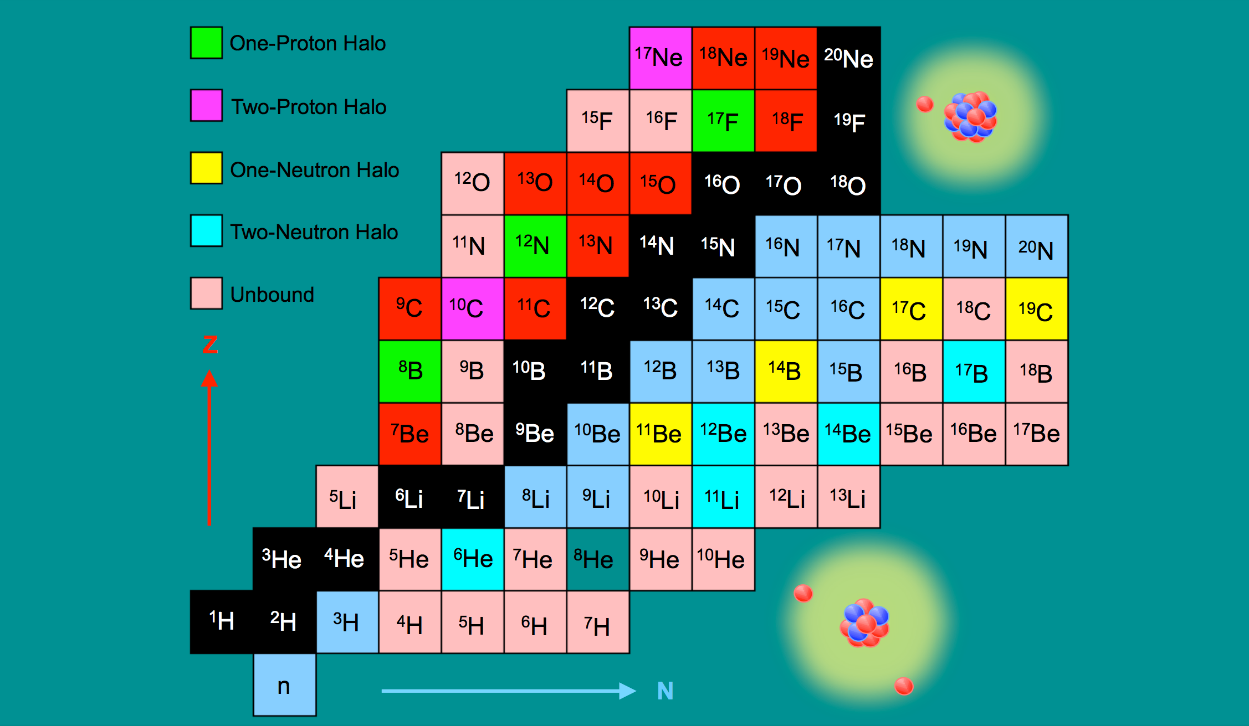 One-Proton Halo
Two-Proton Halo
One-Neutron Halo
Two-Neutron Halo
Unbound
¹⁷Ne ¹⁸Ne ¹⁹Ne ²⁰Ne
¹⁵F ¹⁶F ¹⁷F ¹⁸F ¹⁹F
¹²O ¹³O ¹⁴O ¹⁵O ¹⁶O ¹⁷O ¹⁸O
¹¹N ¹²N ¹³N ¹⁴N ¹⁵N ¹⁶N ¹⁷N ¹⁸N ¹⁹N ²⁰N
⁹C ¹⁰C ¹¹C ¹²C ¹³C ¹⁴C ¹⁵C ¹⁶C ¹⁷C ¹⁸C ¹⁹C
⁸B ⁹B ¹⁰B ¹¹B ¹²B ¹³B ¹⁴B ¹⁵B ¹⁶B ¹⁷B ¹⁸B
⁷Be ⁸Be ⁹Be ¹⁰Be ¹¹Be ¹²Be ¹³Be ¹⁴Be ¹⁵Be ¹⁶Be ¹⁷Be
⁵Li ⁶Li ⁷Li ⁸Li ⁹Li ¹⁰Li ¹¹Li ¹²Li ¹³Li
³He ⁴He ⁵He ⁶He ⁷He ⁸He ⁹He ¹⁰He
¹H ²H ³H ⁴H ⁵H ⁶H ⁷H
n
Z
N